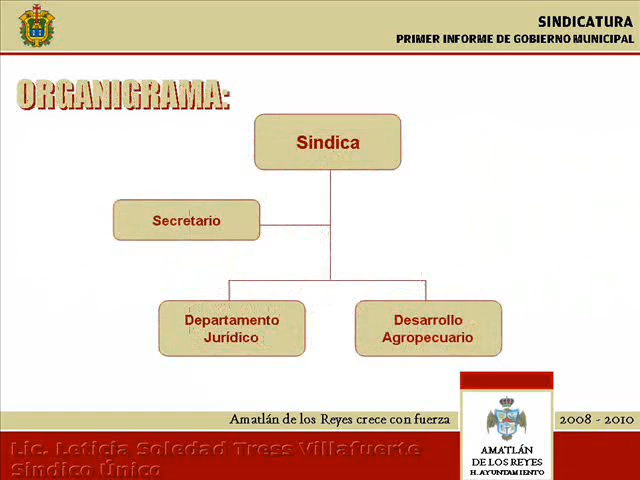 SINDICATURA
PRIMER INFORME DE GOBIERNO MUNICIPAL
ORGANIGRAMA:
Sindica
Secretario
Departamento
Jurídico
Desarrollo
Agropecuario
Amatlán de los Reyes crece con fuerza
2008 - 2010
AMATLÁN
DE LOS REYES
H. AYUNTAMIENTO
Lic. Leticia Soledad Tress Villafuerte
Sindico Único